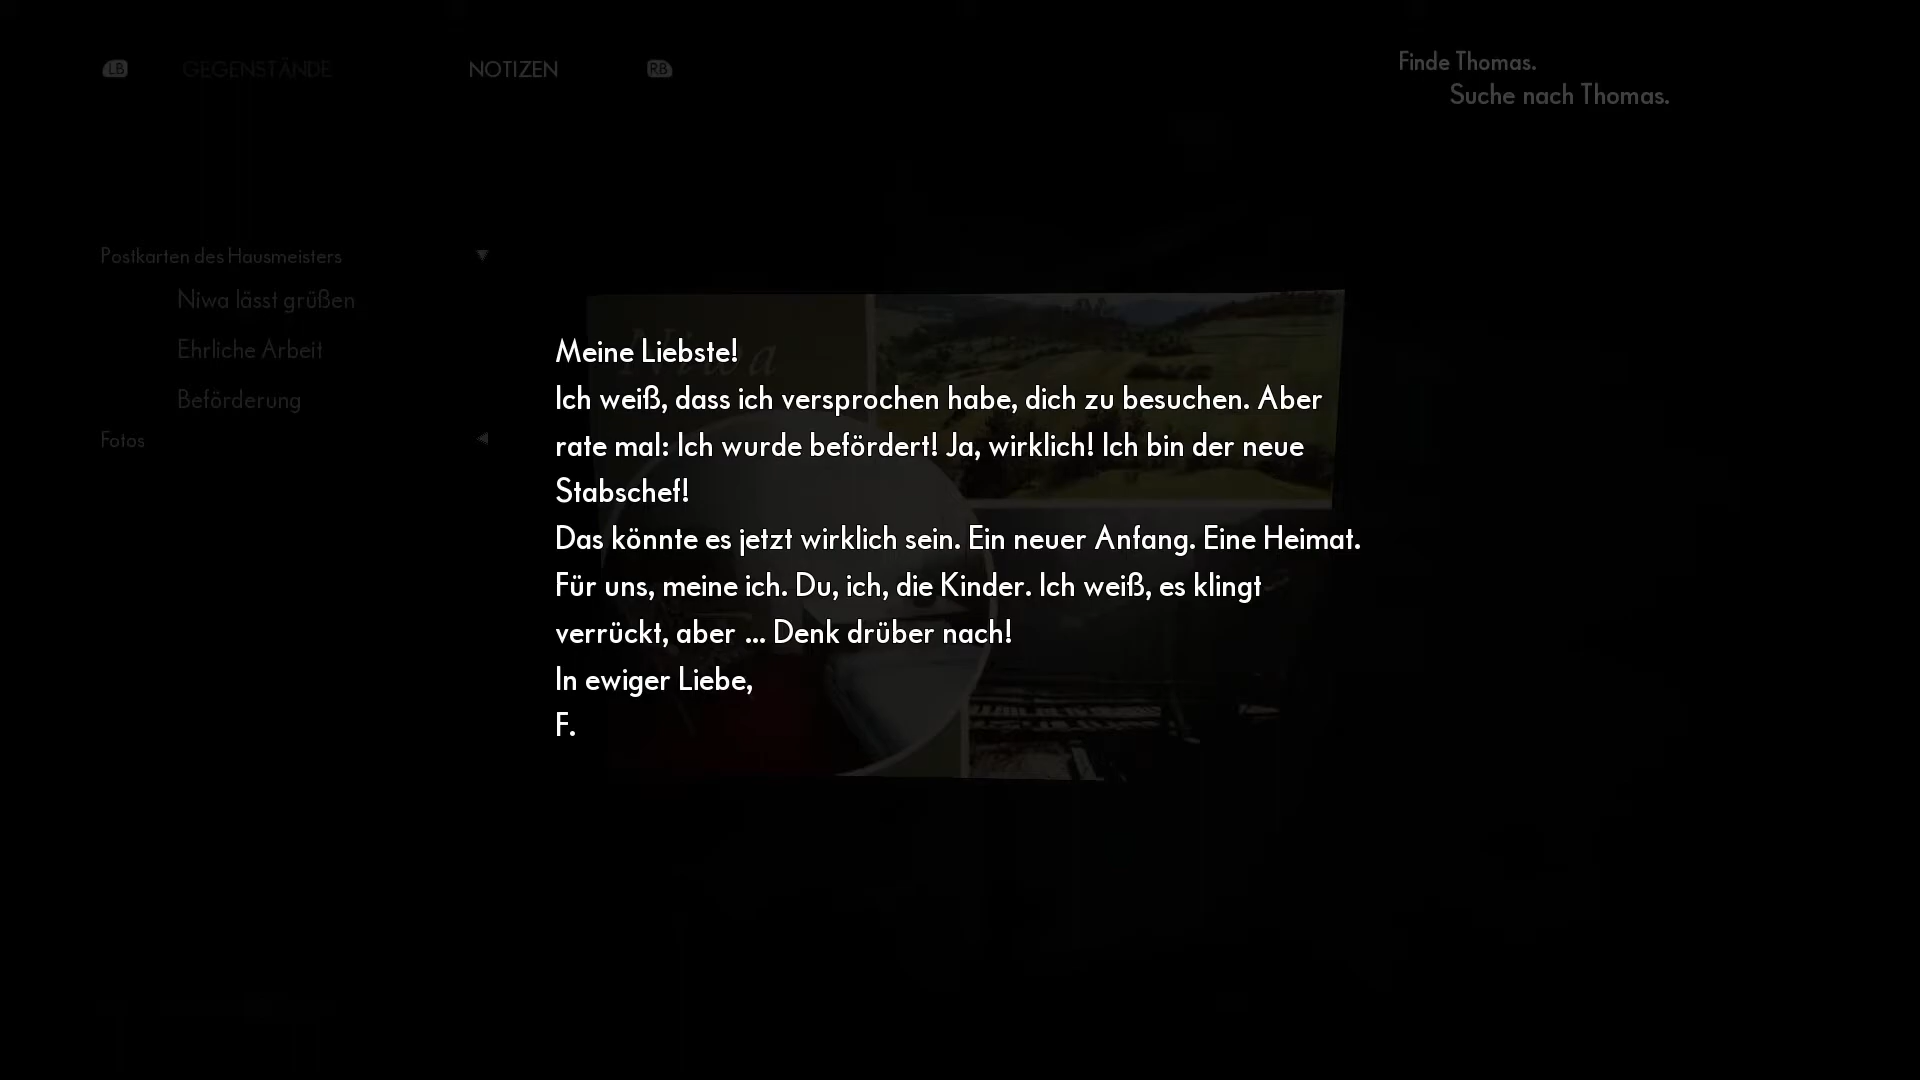 LB GEGENSTÄNDE NOTIZEN RB
Finde Thomas.
Suche nach Thomas.
Postkarten des Hausmeisters
Niwa lässt grüßen
Ehrliche Arbeit
Beförderung
Fotos
Niwa
Meine Liebste!
Ich weiß, dass ich versprochen habe, dich zu besuchen. Aber
rate mal: Ich wurde befördert! Ja, wirklich! Ich bin der neue
Stabschef!
Das könnte es jetzt wirklich sein. Ein neuer Anfang. Eine Heimat.
Für uns, meine ich. Du, ich, die Kinder. Ich weiß, es klingt
verrückt, aber ... Denk drüber nach!
In ewiger Liebe,
F.